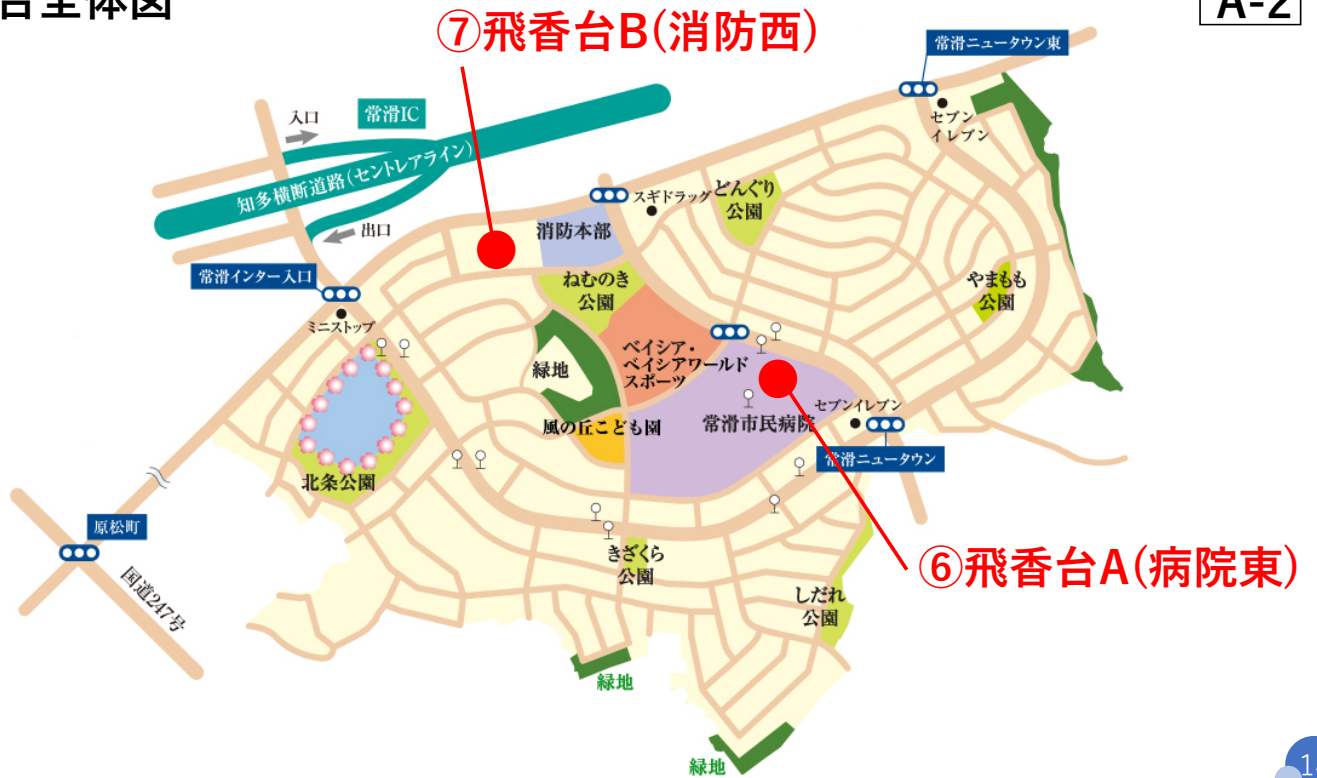 台全体図
A-2
⑦飛香台B(消防西)
常滑ニュータウン東
入口
常滑IC
セブン
イレブン
知多横断道路(セントレアライン)
スギドラッグ
どんぐり
公園
出口
消防本部
常滑インター入口
ねむのき
公園
やまもも
公園
ミニストップ
ベイシア・
ベイシアワールド
スポーツ
緑地
セブンイレブン
風の丘こども園
常滑市民病院
常滑ニュータウン
北条公園
原松町
きざくら
公園
⑥飛香台A(病院東)
国道247号
しだれ
公園
緑地
緑地